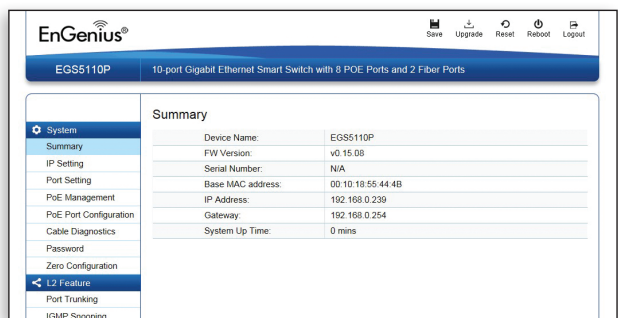 EnGenius®
Save Upgrade Reset Reboot Logout
EGS5110P
10-port Gigabit Ethernet Smart Switch with 8 POE Ports and 2 Fiber Ports
System
Summary
IP Setting
Port Setting
PoE Management
PoE Port Configuration
Cable Diagnostics
Password
Zero Configuration
L2 Feature
Port Trunking
IGMP Snooping
Summary
Device Name: EGS5110P
FW Version: v0.15.08
Serial Number: N/A
Base MAC address: 00:10:18:55:44:4B
IP Address: 192.168.0.239
Gateway: 192.168.0.254
System Up Time: 0 mins